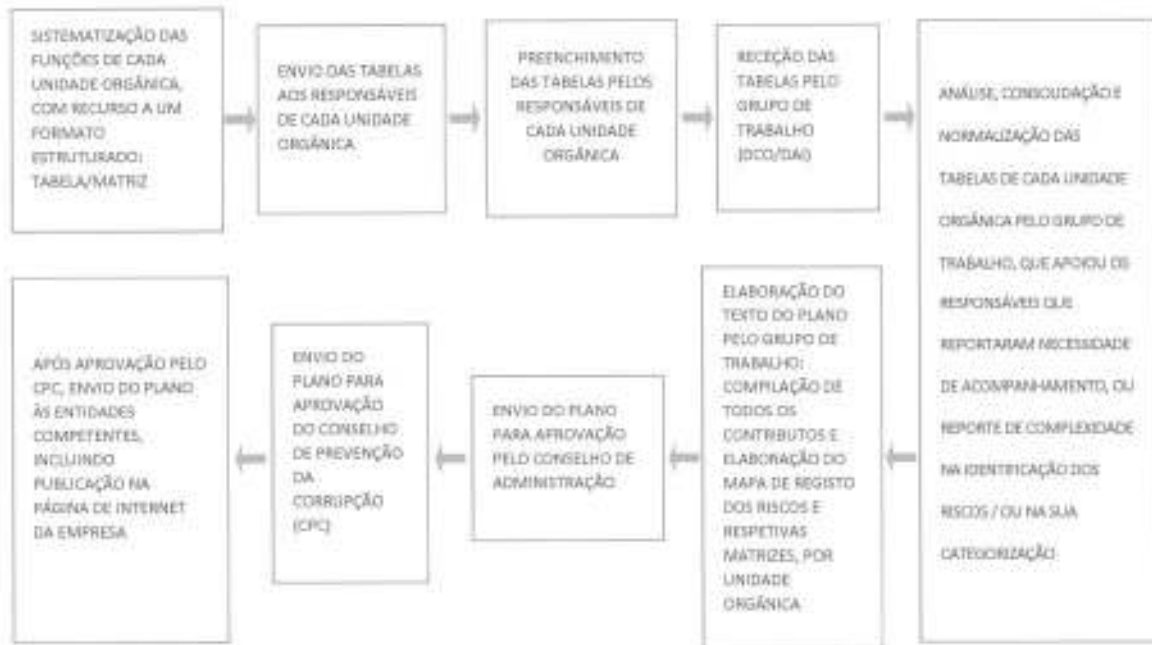 SISTEMATIZAÇÃO DAS
FUNÇÕES DE CADA
UNIDADE ORGÂNICA,
COM RECURSO A UM
FORMATO
ESTRUTURADO:
TABELA/MATRIZ
ENVIO DAS TABELAS
AOS RESPONSÁVEIS
DE CADA UNIDADE
ORGÂNICA
PREENCHIMENTO
DAS TABELAS PELOS
RESPONSÁVEIS DE
CADA UNIDADE
ORGÂNICA
RECEÇÃO DAS
TABELAS PELO
GRUPO DE
TRABALHO
(DCO/DAI)
ANÁLISE, CONSOLIDAÇÃO E
NORMALIZAÇÃO DAS
TABELAS DE CADA UNIDADE
ORGÂNICA PELO GRUPO DE
TRABALHO, QUE APOIOU OS
RESPONSÁVEIS QUE
REPORTARAM NECESSIDADE
DE ACOMPANHAMENTO, OU
REPORTE DE COMPLEXIDADE
NA IDENTIFICAÇÃO DOS
RISCOS / OU NA SUA
CATEGORIZAÇÃO
ELABORAÇÃO DO
TEXTO DO PLANO
PELO GRUPO DE
TRABALHO:
COMPILAÇÃO DE
TODOS OS
CONTRIBUTOS E
ELABORAÇÃO DO
MAPA DE REGISTO
DOS RISCOS E
RESPETIVAS
MATRIZES, POR
UNIDADE
ORGÂNICA
ENVIO DO PLANO
PARA APROVAÇÃO
PELO CONSELHO DE
ADMINISTRAÇÃO
ENVIO DO
PLANO PARA
APROVAÇÃO
DO CONSELHO
DE PREVENÇÃO
DA
CORRUPÇÃO
(CPC)
APÓS APROVAÇÃO PELO
CPC, ENVIO DO PLANO
ÀS ENTIDADES
COMPETENTES,
INCLUINDO
PUBLICAÇÃO NA
PÁGINA DE INTERNET
DA EMPRESA